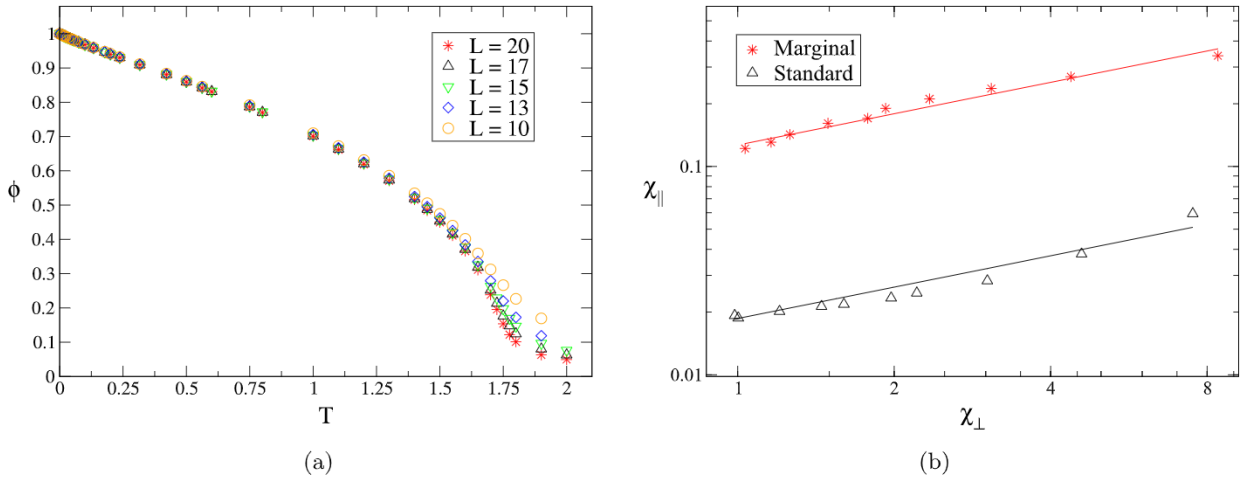 1
0.9
0.8
0.7
0.6
0.5
0.4
0.3
0.2
0.1
0
ϕ
L = 20
L = 17
L = 15
L = 13
L = 10
0 0.25 0.5 0.75 1 1.25 1.5 1.75 2
T
(a)
Marginal
Standard
0.1
0.01
χ∥
1 2 4 8
χ⊥
(b)